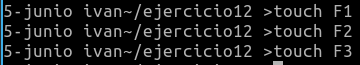 5-junio ivan~/ejercicio12 >touch F1
5-junio ivan~/ejercicio12 >touch F2
5-junio ivan~/ejercicio12 >touch F3